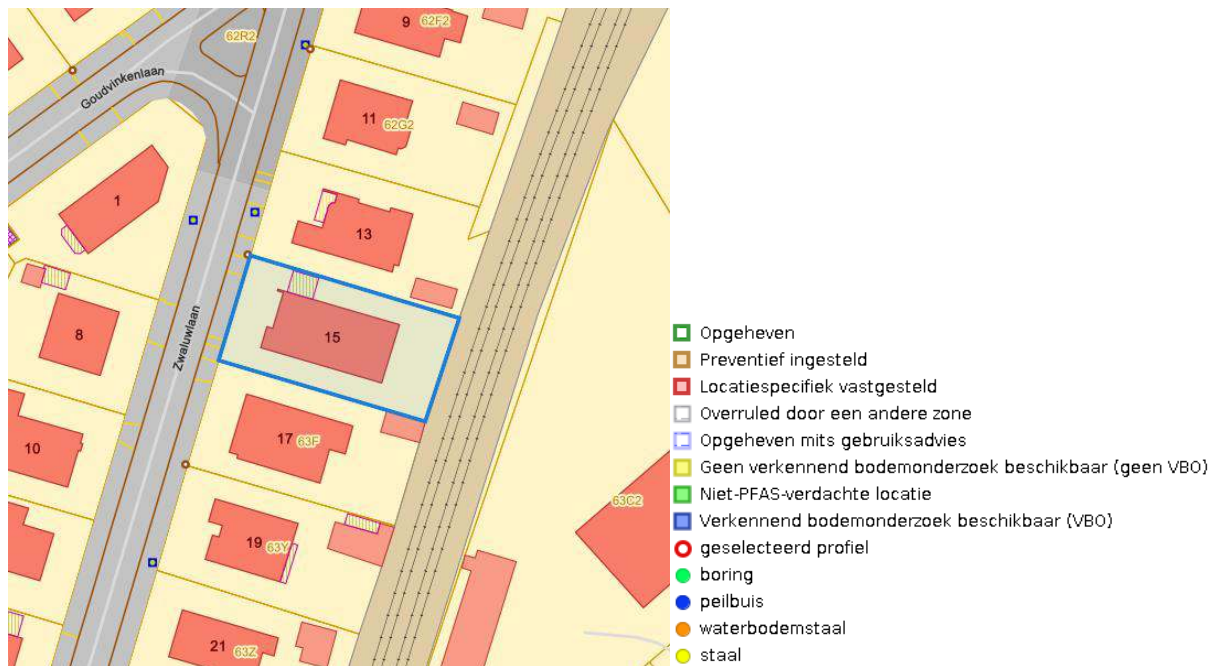 9
62F2
62R2
Goudvinkenlaan
11
62G2
1
13
15
8
Zwaluwlaan
17
63F
10
63C2
19
63Y
21
63Z
Opgeheven
Preventief ingesteld
Locatiespecifiek vastgesteld
Overruled door een andere zone
Opgeheven mits gebruiksadvies
Geen verkennend bodemonderzoek beschikbaar (geen VBO)
Niet-PFAS-verdachte locatie
Verkennend bodemonderzoek beschikbaar (VBO)
geselecteerd profiel
boring
peilbuis
waterbodemstaal
staal